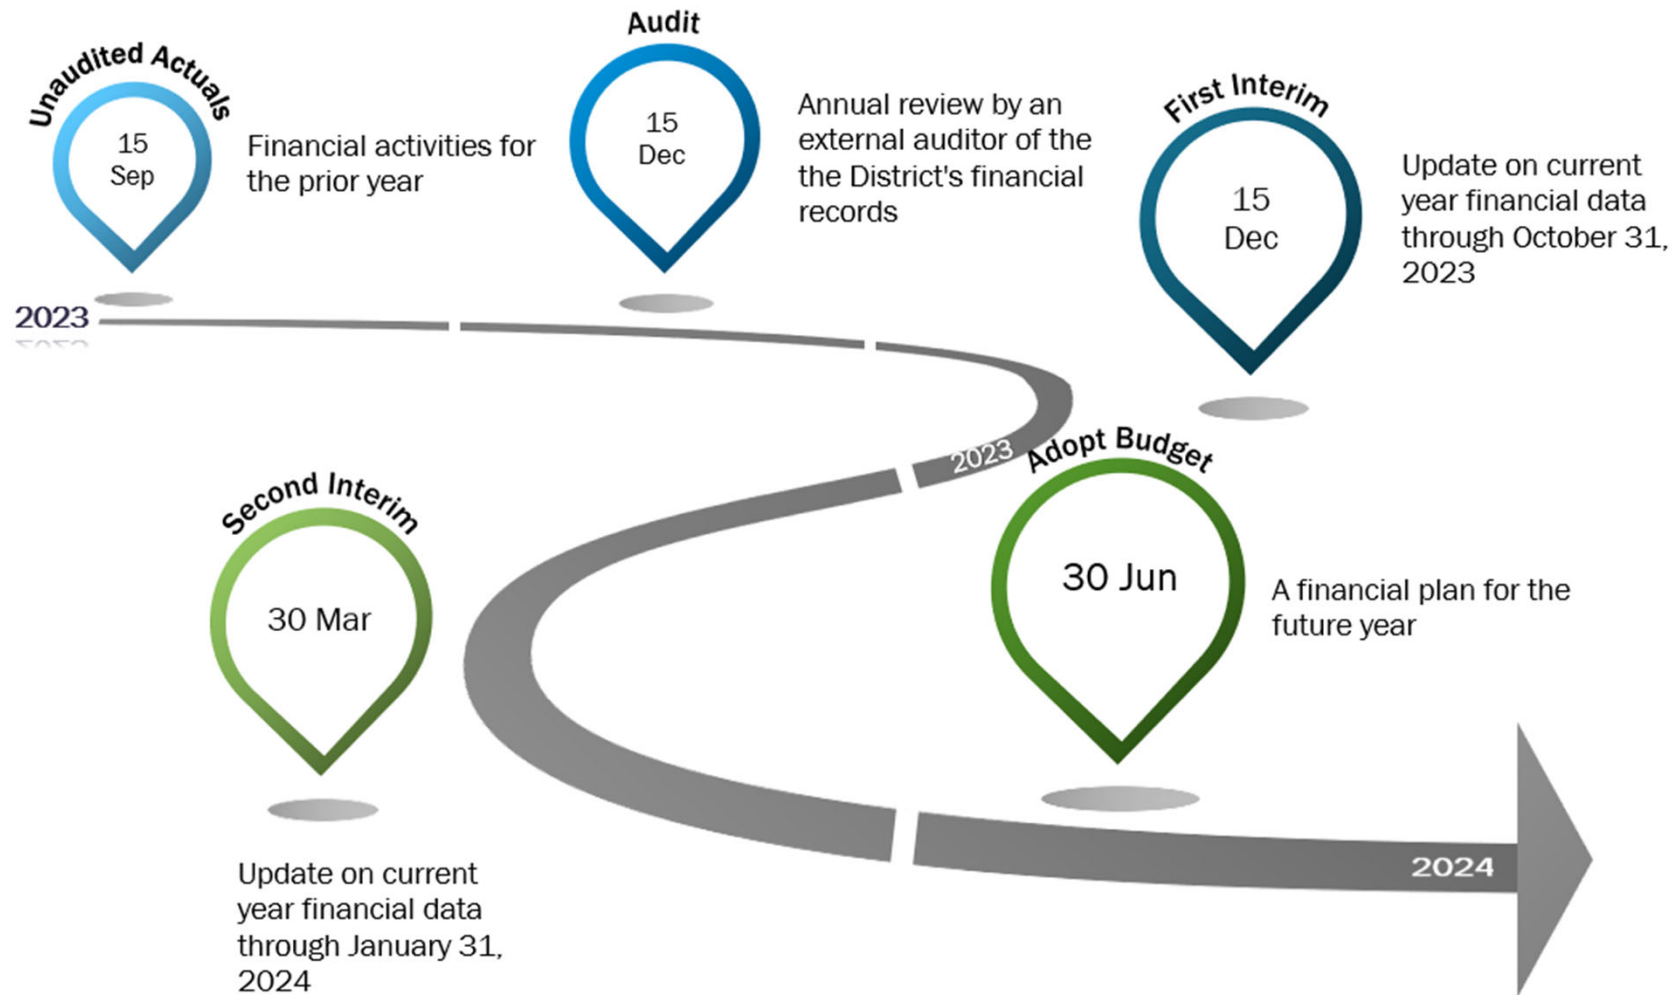 Unaudited Actuals
15
Sep
Financial activities for
the prior year
Audit
15
Dec
Annual review by an
external auditor of the
the District's financial
records
First Interim
15
Dec
Update on current
year financial data
through October 31,
2023
2023
2023
Second Interim
30 Mar
Update on current
year financial data
through January 31,
2024
Adopt Budget
30 Jun
A financial plan for the
future year
2024